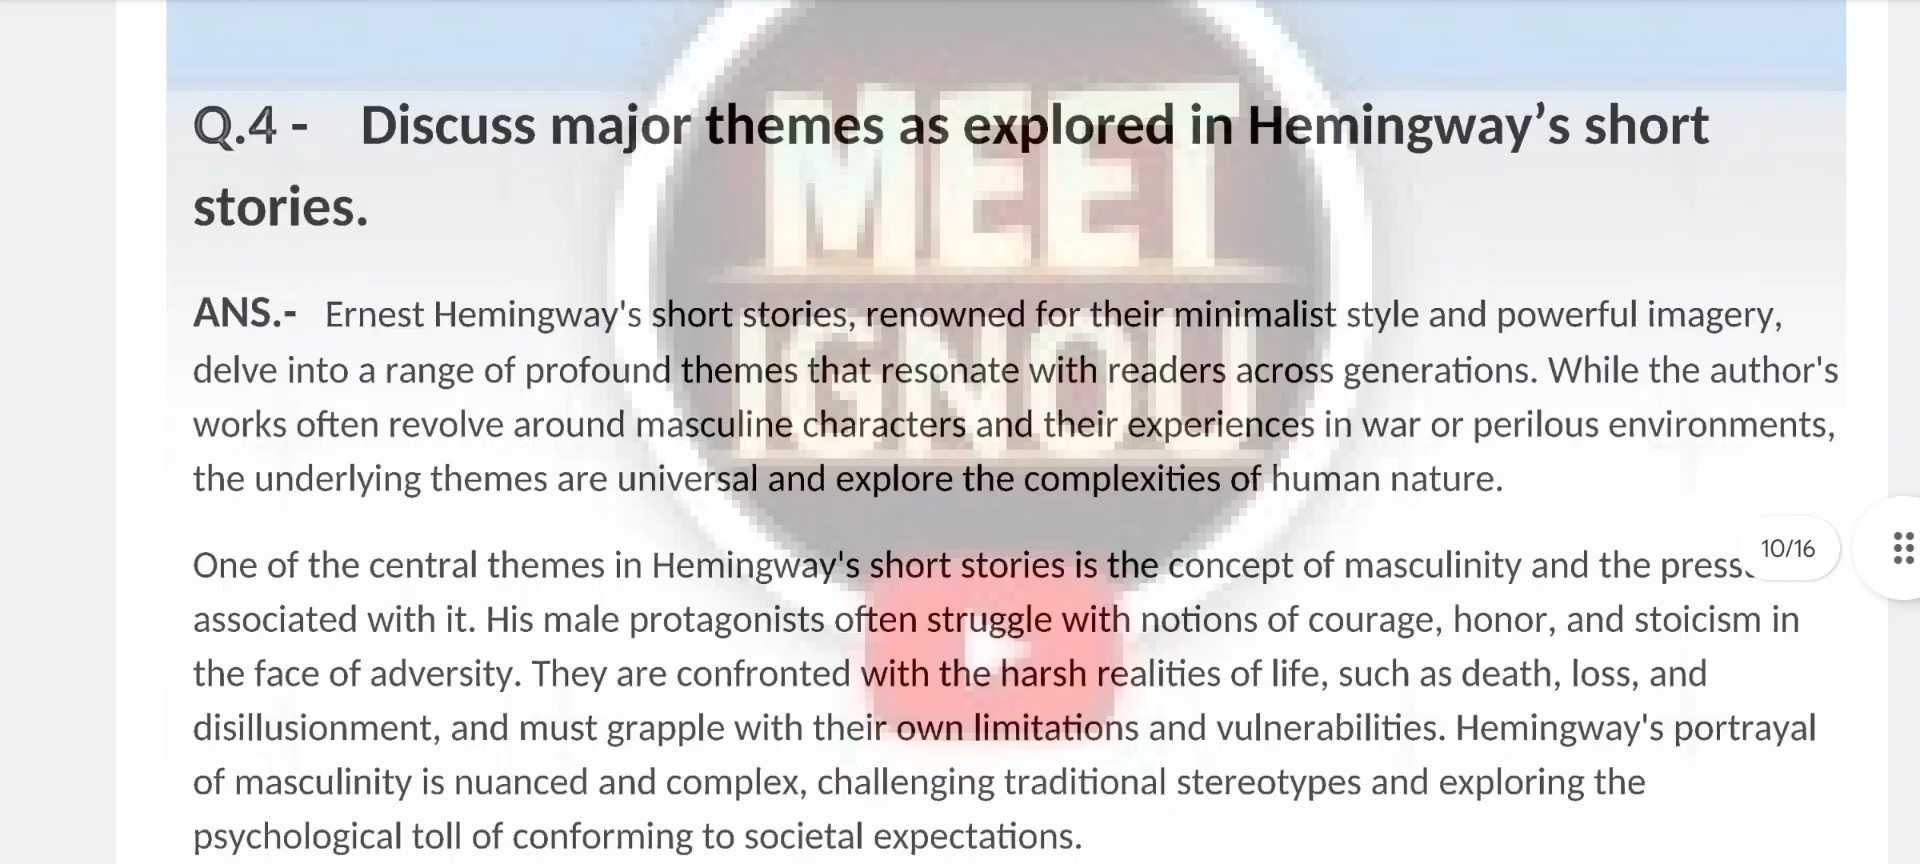 Q.4 - Discuss major themes as explored in Hemingway’s short
stories.
ANS.- Ernest Hemingway's short stories, renowned for their minimalist style and powerful imagery,
delve into a range of profound themes that resonate with readers across generations. While the author's
works often revolve around masculine characters and their experiences in war or perilous environments,
the underlying themes are universal and explore the complexities of human nature.
One of the central themes in Hemingway's short stories is the concept of masculinity and the
associated with it. His male protagonists often struggle with notions of courage, honor, and stoicism in
the face of adversity. They are confronted with the harsh realities of life, such as death, loss, and
disillusionment, and must grapple with their own limitations and vulnerabilities. Hemingway's portrayal
of masculinity is nuanced and complex, challenging traditional stereotypes and exploring the
psychological toll of conforming to societal expectations.
MEET
IGNOU
10/16